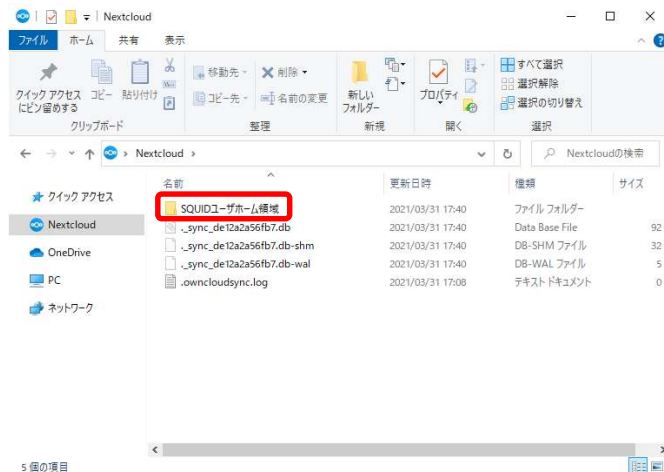 Nextcloud
ファイル ホーム 共有 表示
クイック アクセス
にピン留めする
コピー
貼り付け
移動先
コピー先
削除
名前の変更
新しい
フォルダー
プロパティ
すべて選択
選択解除
選択の切り替え
クリップボード 整理 新規 開く 選択
Nextcloud
Nextcloudの検索
名前 更新日時 種類 サイズ
クイック アクセス
Nextcloud
OneDrive
PC
ネットワーク
SQUIDユーザホーム領域 2021/03/31 17:40 ファイル フォルダー
._sync_de12a2a56fb7.db 2021/03/31 17:40 Data Base File 92
._sync_de12a2a56fb7.db-shm 2021/03/31 17:40 DB-SHM ファイル 32
._sync_de12a2a56fb7.db-wal 2021/03/31 17:40 DB-WAL ファイル 5
.owncloudsync.log 2021/03/31 17:08 テキスト ドキュメント 0
5 個の項目